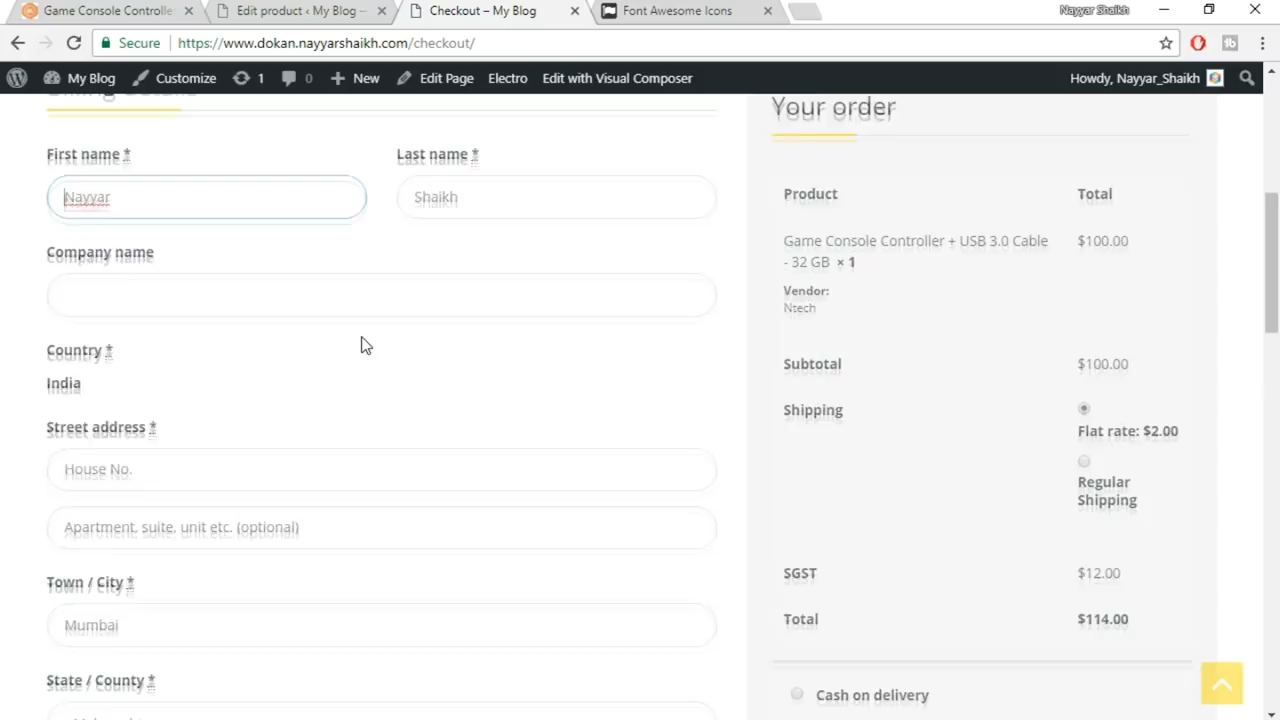 Game Console Controlle
Edit product ‹ My Blog –
Checkout – My Blog
Font Awesome Icons
Nayyar Shaikh
Secure
https://www.dokan.nayyarshaikh.com/checkout/
My Blog
Customize
1
0
New
Edit Page
Electro
Edit with Visual Composer
Howdy, Nayyar_Shaikh
Your order
First name *
Last name *
Nayyar
Shaikh
Company name
Country *
India
Street address *
House No.
Apartment, suite, unit etc. (optional)
Town / City *
Mumbai
State / County *
Product
Total
Game Console Controller + USB 3.0 Cable
$100.00
- 32 GB × 1
Vendor:
Ntech
Subtotal
$100.00
Shipping
Flat rate: $2.00
Regular
Shipping
SGST
$12.00
Total
$114.00
Cash on delivery